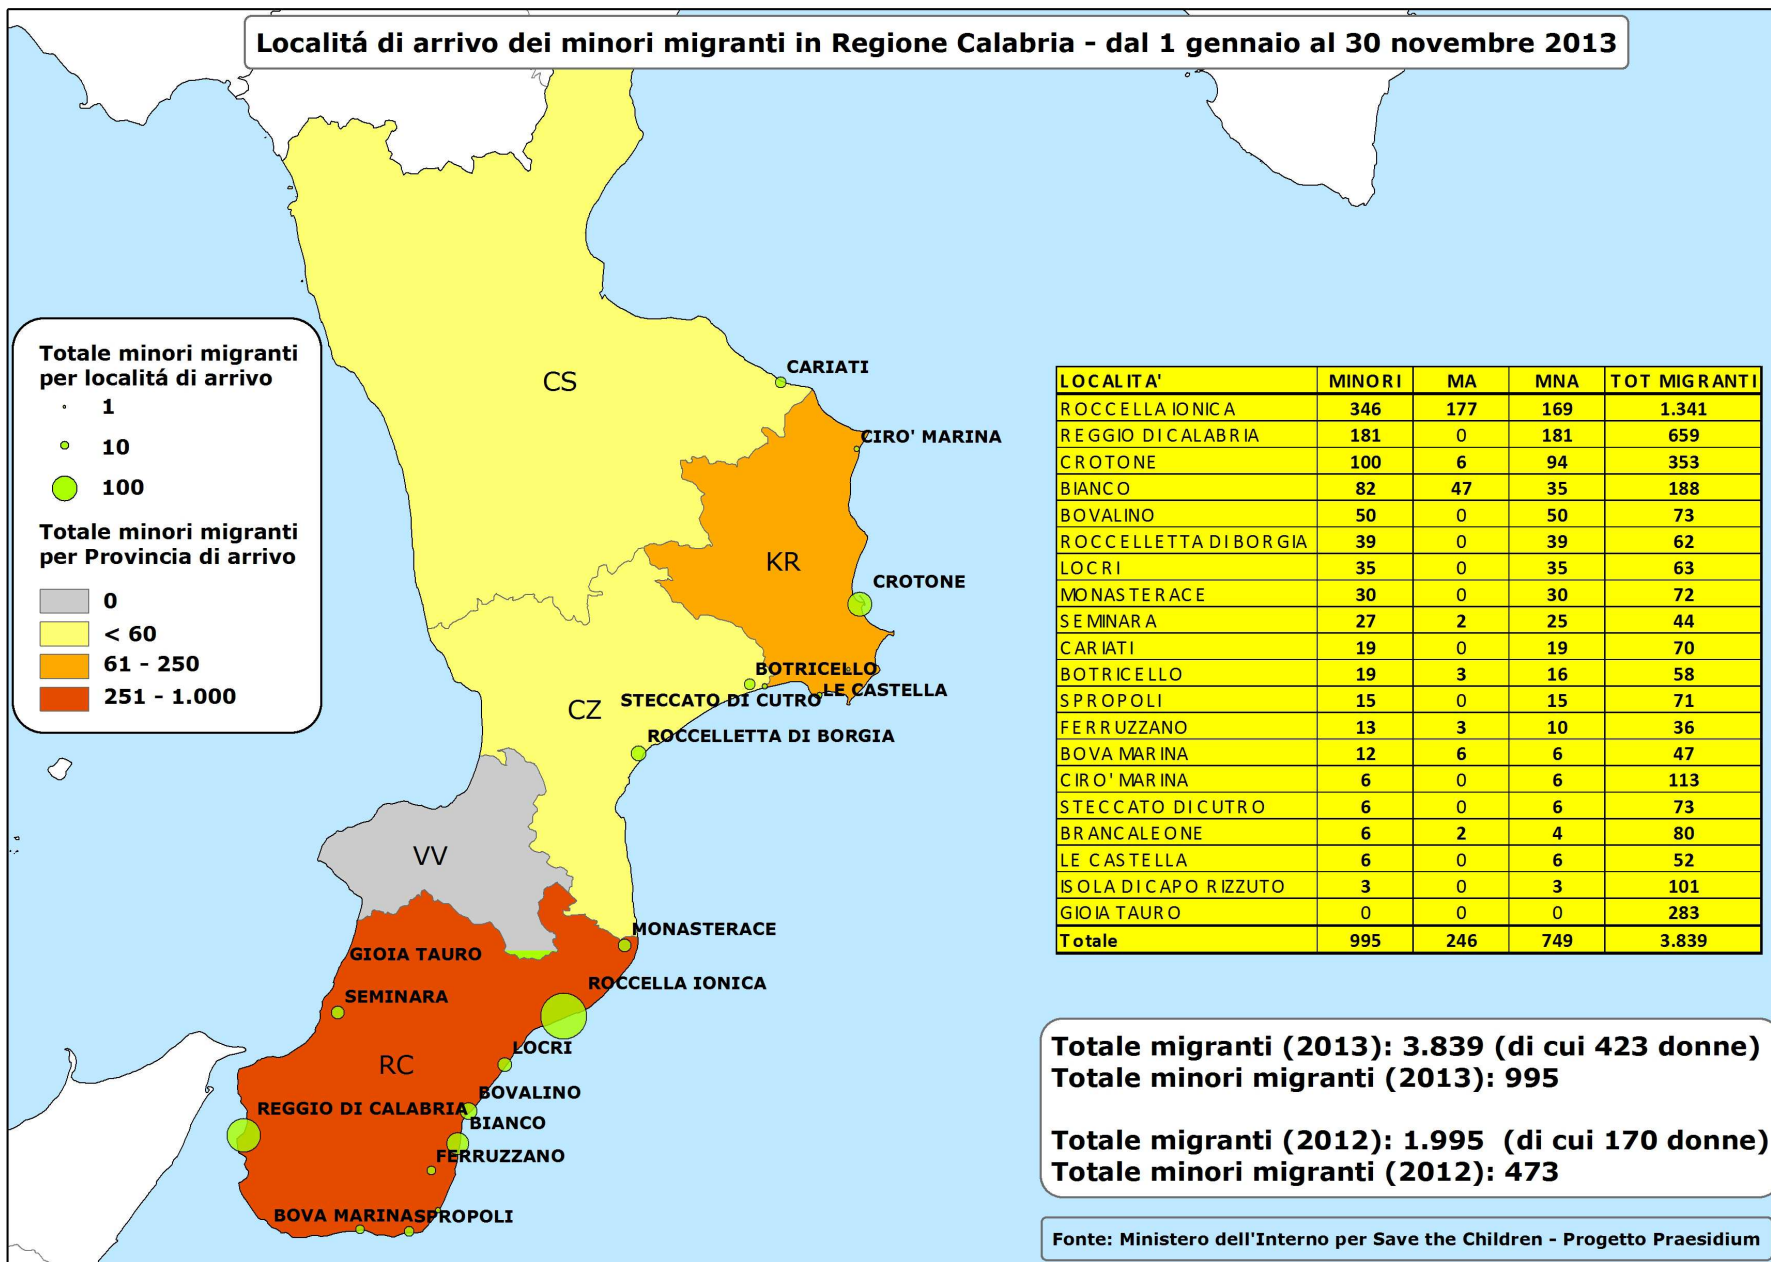 Localitá di arrivo dei minori migranti in Regione Calabria - dal 1 gennaio al 30 novembre 2013
Totale minori migranti
per localitá di arrivo
1
10
100
Totale minori migranti
per Provincia di arrivo
0
< 60
61 - 250
251 - 1.000
CS
CARIATI
CIRO' MARINA
KR
CROTONE
BOTRICELLO
LE CASTELLA
STECCATO DI CUTRO
CZ
ROCCELLETTA DI BORGIA
VV
MONASTERACE
GIOIA TAURO
ROCCELLA IONICA
SEMINARA
LOCRI
RC
BOVALINO
REGGIO DI CALABRIA
BIANCO
FERRUZZANO
BOVA MARINA
SPROPOLI
LOCALITA' MINORI MA MNA TOT MIGRANTI
ROCCELLA IONICA 346 177 169 1.341
REGGIO DI CALABRIA 181 0 181 659
CROTONE 100 6 94 353
BIANCO 82 47 35 188
BOVALINO 50 0 50 73
ROCCELLETTA DI BORGIA 39 0 39 62
LOCRI 35 0 35 63
MONASTERACE 30 0 30 72
SEMINARA 27 2 25 44
CARIATI 19 0 19 70
BOTRICELLO 19 3 16 58
SPROPOLI 15 0 15 71
FERRUZZANO 13 3 10 36
BOVA MARINA 12 6 6 47
CIRO' MARINA 6 0 6 113
STECCATO DI CUTRO 6 0 6 73
BRANCALEONE 6 2 4 80
LE CASTELLA 6 0 6 52
ISOLA DI CAPO RIZZUTO 3 0 3 101
GIOIA TAURO 0 0 0 283
Totale 995 246 749 3.839
Totale migranti (2013): 3.839 (di cui 423 donne)
Totale minori migranti (2013): 995
Totale migranti (2012): 1.995 (di cui 170 donne)
Totale minori migranti (2012): 473
Fonte: Ministero dell'Interno per Save the Children - Progetto Praesidium